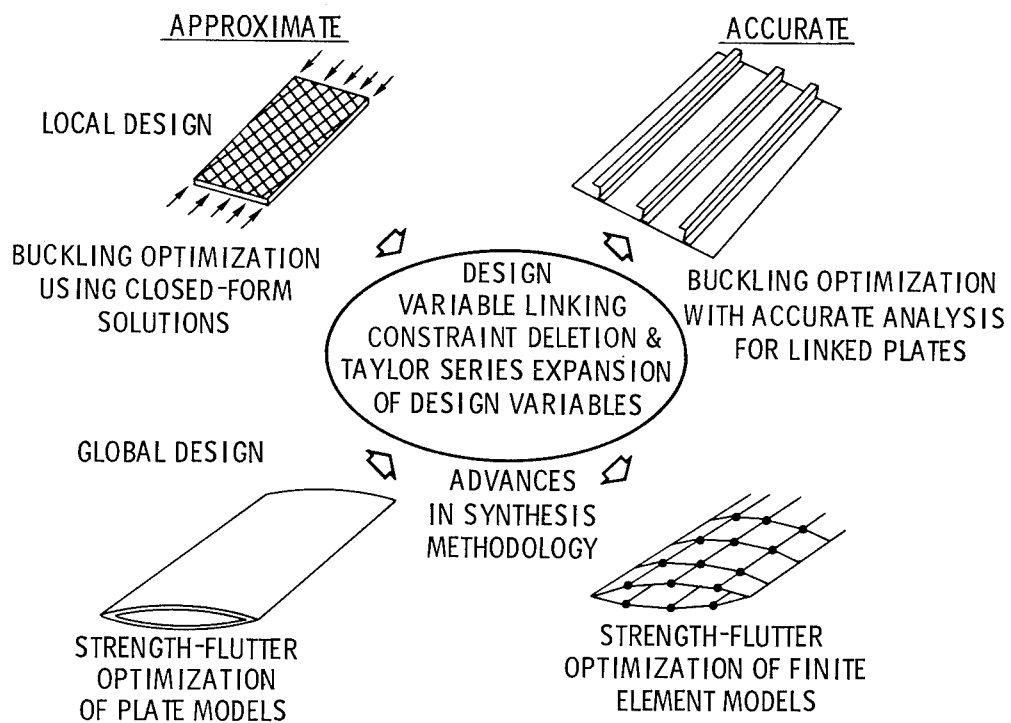 APPROXIMATE
ACCURATE
LOCAL DESIGN
BUCKLING OPTIMIZATION
USING CLOSED-FORM
SOLUTIONS
DESIGN
VARIABLE LINKING
CONSTRAINT DELETION &
TAYLOR SERIES EXPANSION
OF DESIGN VARIABLES
BUCKLING OPTIMIZATION
WITH ACCURATE ANALYSIS
FOR LINKED PLATES
GLOBAL DESIGN
ADVANCES
IN SYNTHESIS
METHODOLOGY
STRENGTH-FLUTTER
OPTIMIZATION
OF PLATE MODELS
STRENGTH-FLUTTER
OPTIMIZATION OF FINITE
ELEMENT MODELS